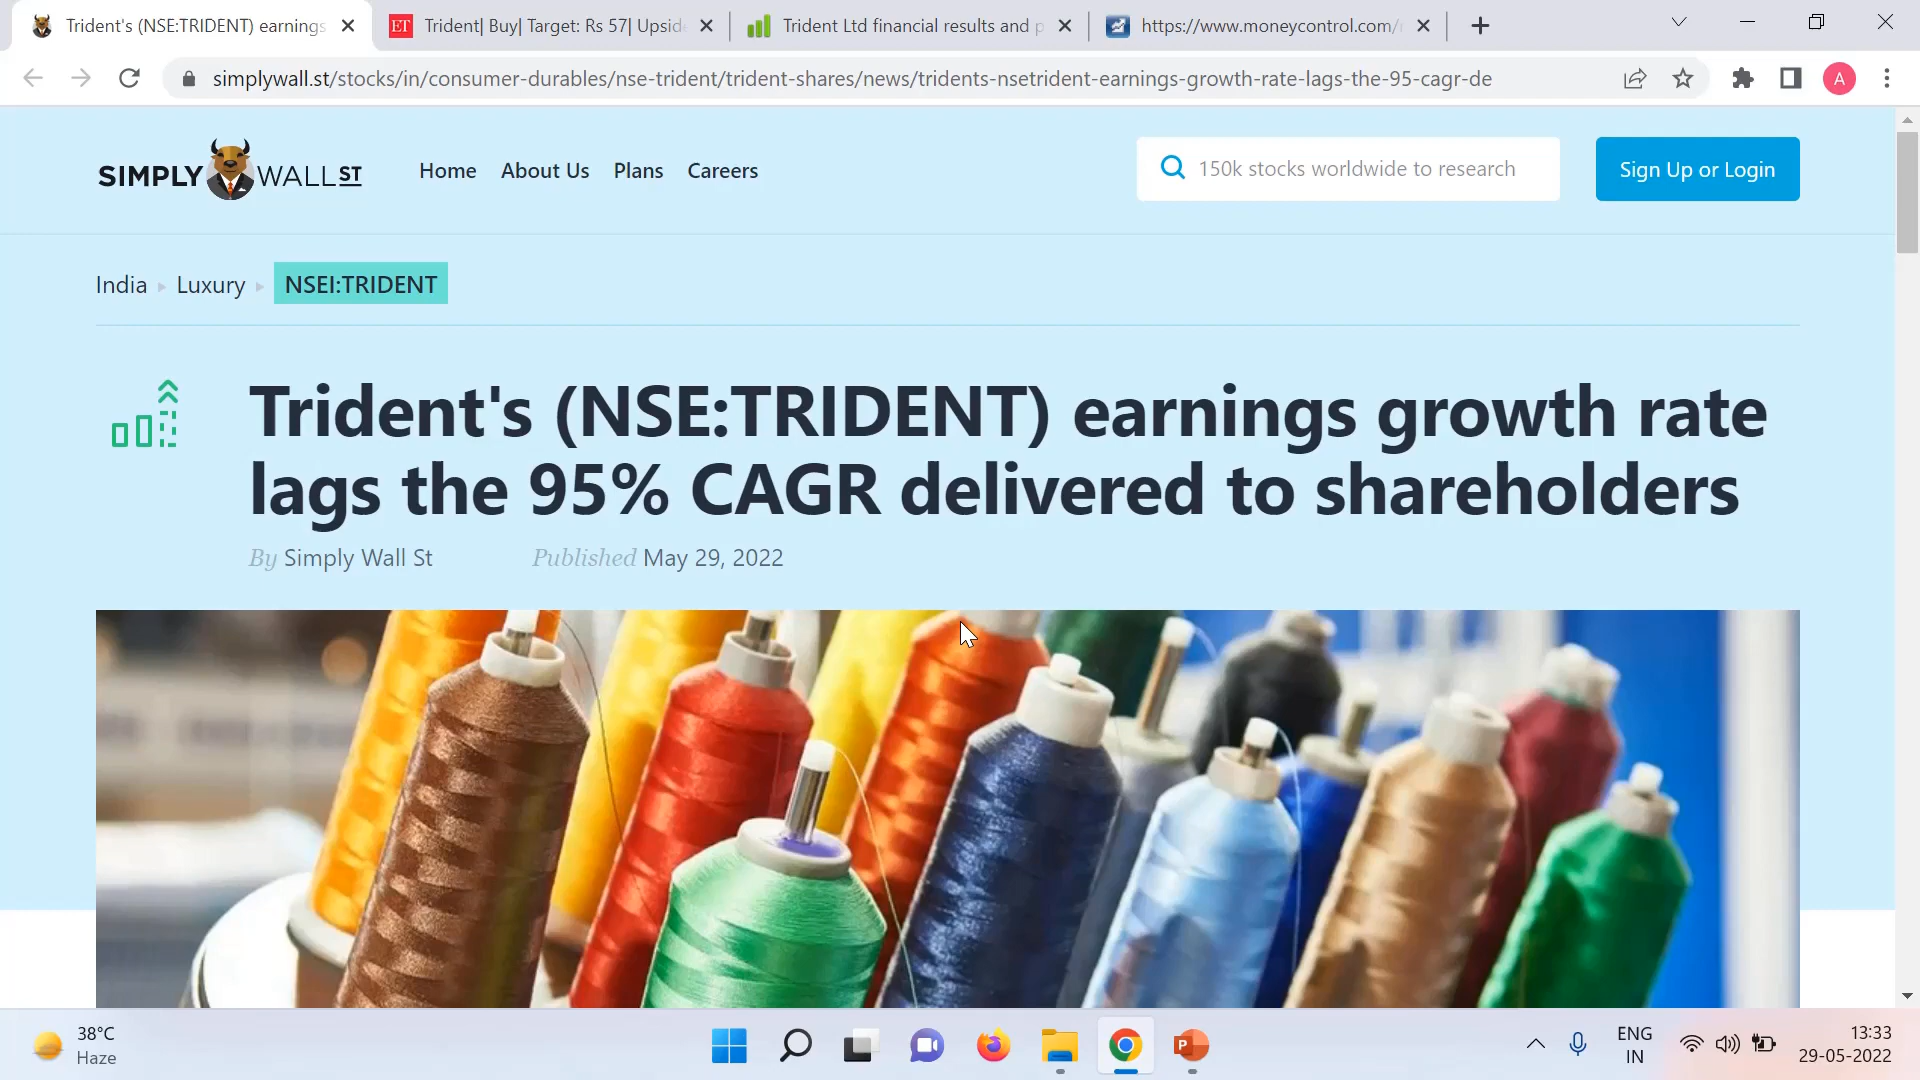 Trident's (NSE:TRIDENT) earnings
ET Trident| Buy| Target: Rs 57| Upsid
Trident Ltd financial results and p
https://www.moneycontrol.com/
simplywall.st/stocks/in/consumer-durables/nse-trident/trident-shares/news/tridents-nsetrident-earnings-growth-rate-lags-the-95-cagr-de
A
SIMPLY WALL ST
Home About Us Plans Careers
150k stocks worldwide to research
Sign Up or Login
India Luxury NSEI:TRIDENT
Trident's (NSE:TRIDENT) earnings growth rate
lags the 95% CAGR delivered to shareholders
By Simply Wall St Published May 29, 2022
38°C
Haze
P
ENG
IN
13:33
29-05-2022